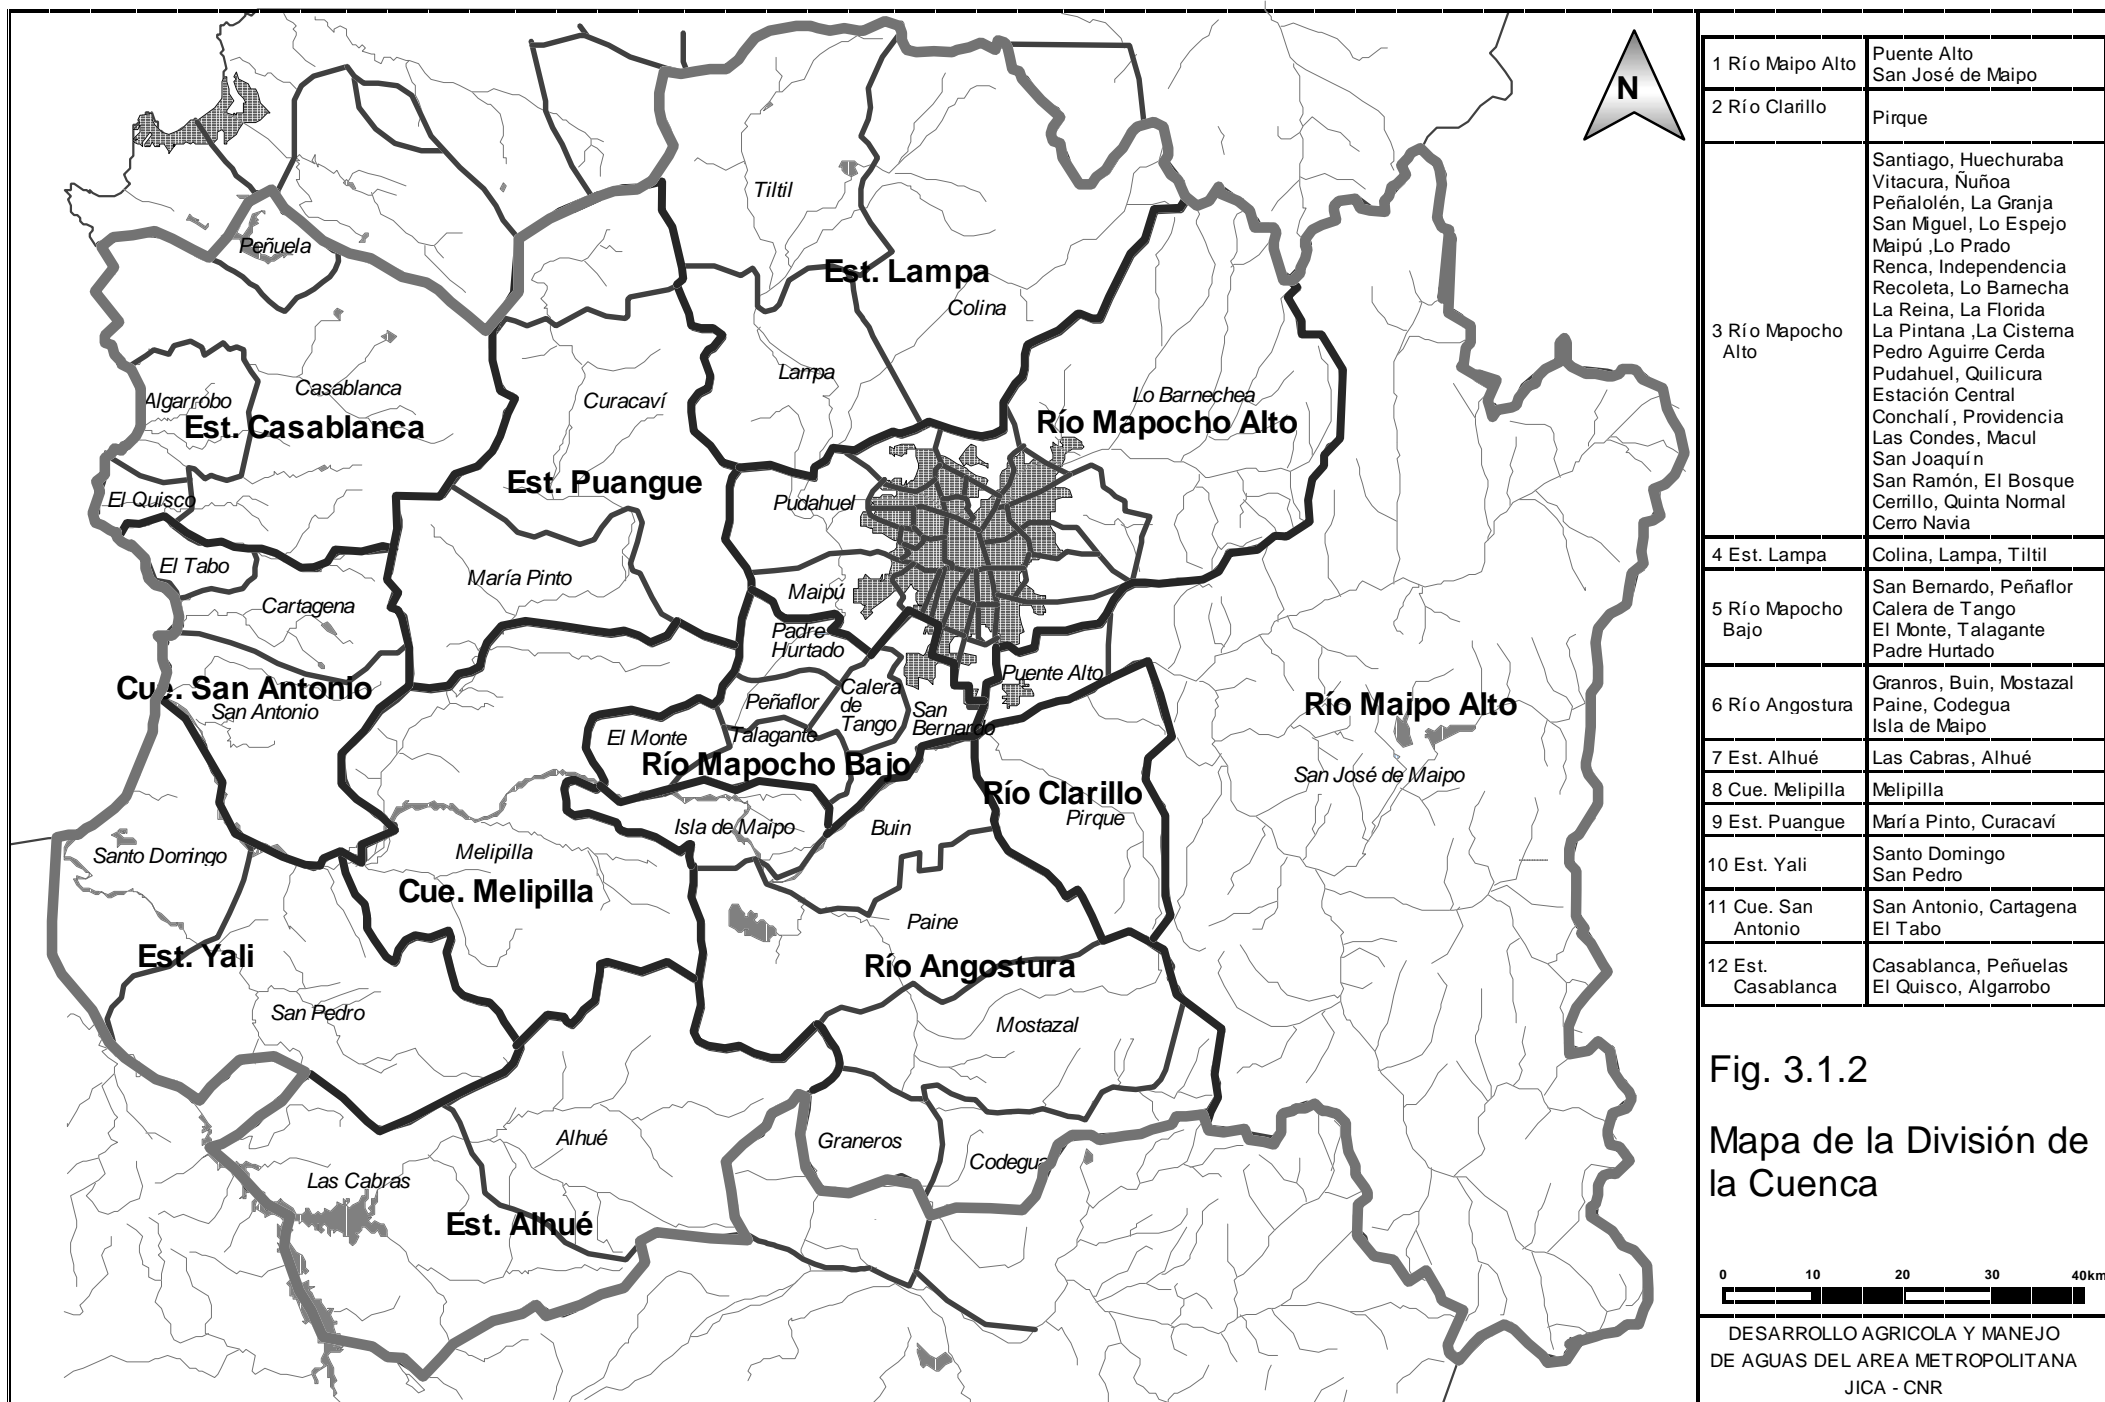 N
Tiltil
Peñuela
Est. Lampa
Colina
Lampa
Casablanca
Algarrobo
Est. Casablanca
Curacaví
Lo Barnechea
Río Mapocho Alto
Est. Puangue
El Quisco
Pudahuel
El Tabo
María Pinto
Maipú
Cartagena
Padre
Hurtado
Puente Alto
Cue. San Antonio
San Antonio
Peñaflor
Calera
de
Tango
San
Bernardo
Río Maipo Alto
El Monte
Talagante
Río Mapocho Bajo
San José de Maipo
Río Clarillo
Pirque
Isla de Maipo
Buin
Santo Domingo
Melipilla
Cue. Melipilla
Paine
Est. Yali
Río Angostura
San Pedro
Mostazal
Alhué
Graneros
Codegua
Las Cabras
Est. Alhué
1 Río Maipo Alto
Puente Alto
San José de Maipo
2 Río Clarillo
Pirque
3 Río Mapocho
Alto
Santiago, Huechuraba
Vitacura, Ñuñoa
Peñalolén, La Granja
San Miguel, Lo Espejo
Maipú ,Lo Prado
Renca, Independencia
Recoleta, Lo Barnecha
La Reina, La Florida
La Pintana ,La Cisterna
Pedro Aguirre Cerda
Pudahuel, Quilicura
Estación Central
Conchalí, Providencia
Las Condes, Macul
San Joaquín
San Ramón, El Bosque
Cerrillo, Quinta Normal
Cerro Navia
4 Est. Lampa
Colina, Lampa, Tiltil
5 Río Mapocho
Bajo
San Bernardo, Peñaflor
Calera de Tango
El Monte, Talagante
Padre Hurtado
6 Río Angostura
Granros, Buin, Mostazal
Paine, Codegua
Isla de Maipo
7 Est. Alhué
Las Cabras, Alhué
8 Cue. Melipilla
Melipilla
9 Est. Puangue
María Pinto, Curacaví
10 Est. Yali
Santo Domingo
San Pedro
11 Cue. San
Antonio
San Antonio, Cartagena
El Tabo
12 Est.
Casablanca
Casablanca, Peñuelas
El Quisco, Algarrobo
Fig. 3.1.2
Mapa de la División de
la Cuenca
0 10 20 30 40km
DESARROLLO AGRICOLA Y MANEJO
DE AGUAS DEL AREA METROPOLITANA
JICA - CNR